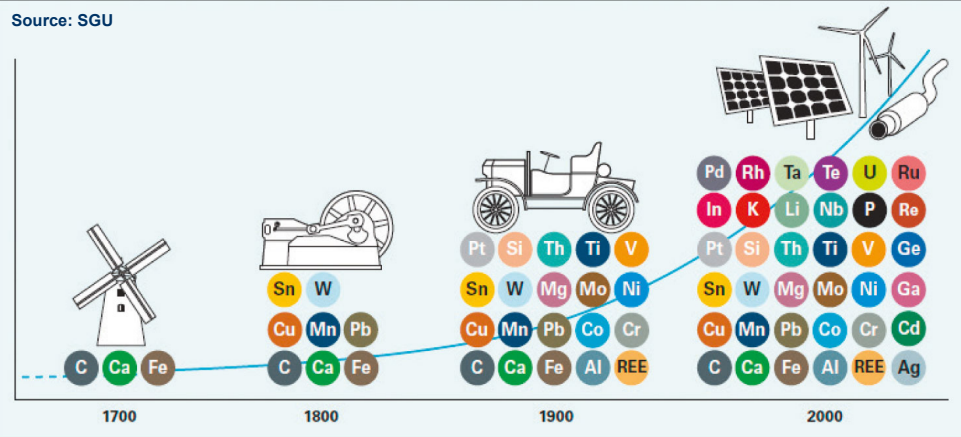 Source: SGU
Pd Rh Ta Te U Ru
In K Li Nb P Re
Pt Si Th Ti V
Pt Si Th Ti V Ge
Sn W
Sn W Mg Mo Ni
Sn W Mg Mo Ni Ga
Cu Mn Pb
Cu Mn Pb Co Cr
Cu Mn Pb Co Cr Cd
C Ca Fe
C Ca Fe
C Ca Fe Al REE
C Ca Fe Al REE Ag
1700
1800
1900
2000